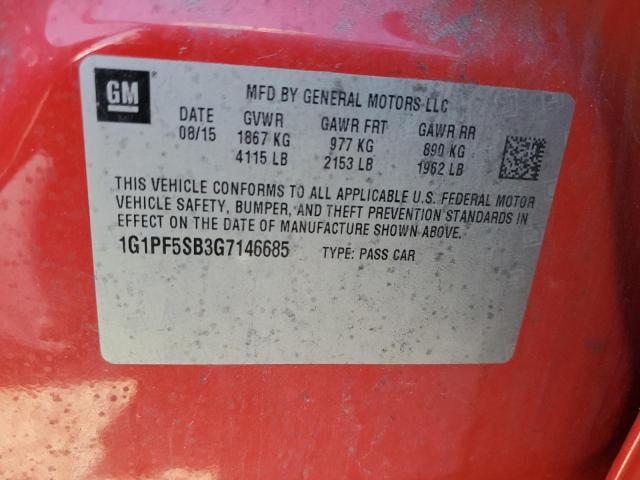 GM
MFD BY GENERAL MOTORS LLC
DATE GVWR GAWR FRT GAWR RR
08/15 1867 KG 977 KG 890 KG
4115 LB 2153 LB 1962 LB
THIS VEHICLE CONFORMS TO ALL APPLICABLE U.S. FEDERAL MOTOR
VEHICLE SAFETY, BUMPER, AND THEFT PREVENTION STANDARDS IN
EFFECT ON THE DATE OF MANUFACTURE SHOWN ABOVE.
1G1PF5SB3G7146685 TYPE: PASS CAR